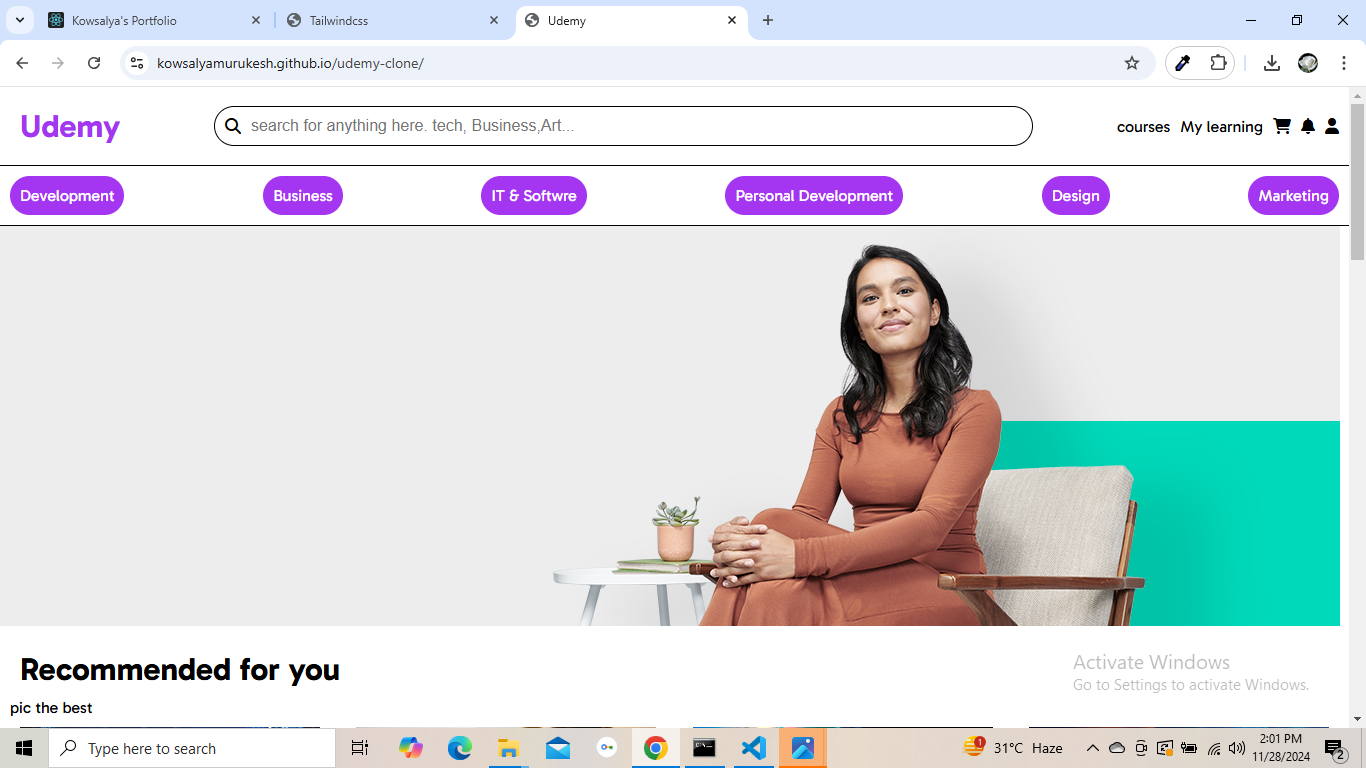 Kowsalya's Portfolio
Tailwindcss
Udemy
kowsalyamurukesh.github.io/udemy-clone/
Udemy
search for anything here. tech, Business,Art...
courses My learning
Development Business IT & Softwre Personal Development Design Marketing
Recommended for you
pic the best
Activate Windows
Go to Settings to activate Windows.
Type here to search
1
31°C Haze
2:01 PM
11/28/2024
2